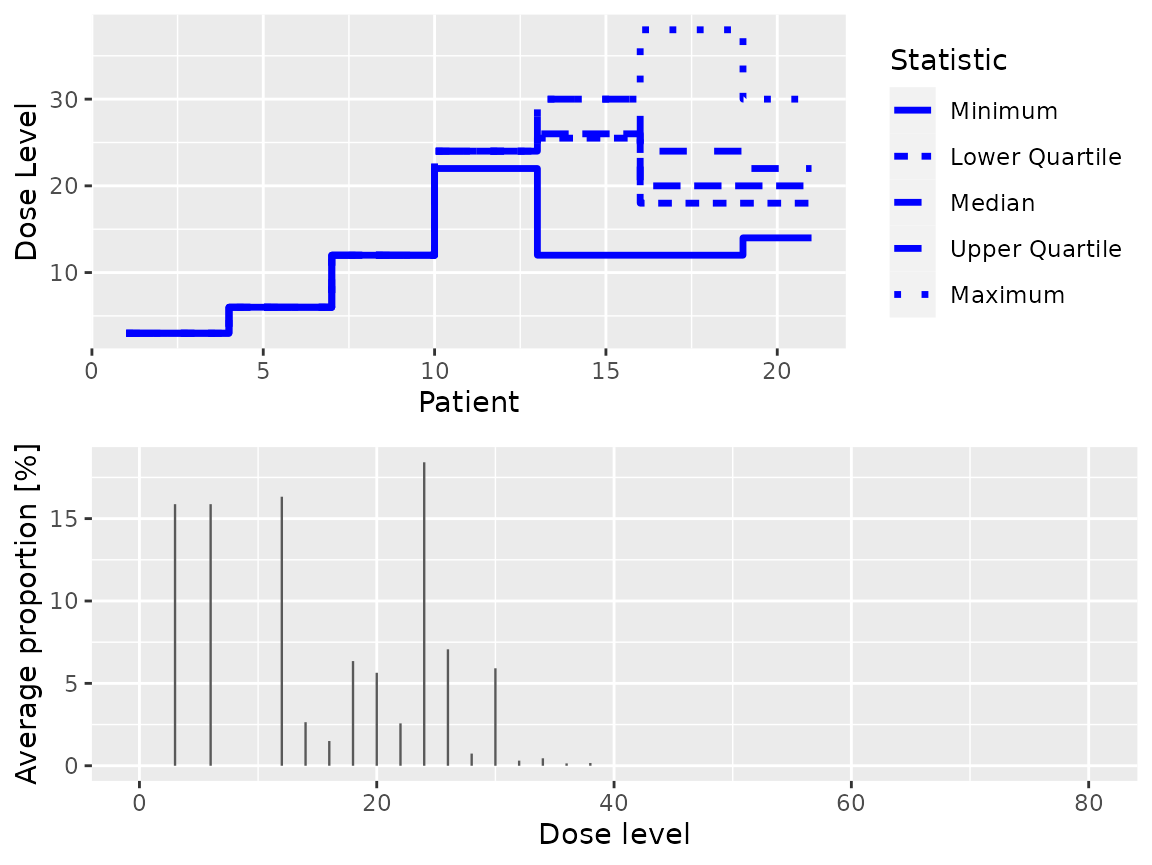 Dose Level
30
20
10
0
5
10
15
20
Patient
Statistic
Minimum
Lower Quartile
Median
Upper Quartile
Maximum
Average proportion [%]
15
10
5
0
0
20
40
60
80
Dose level